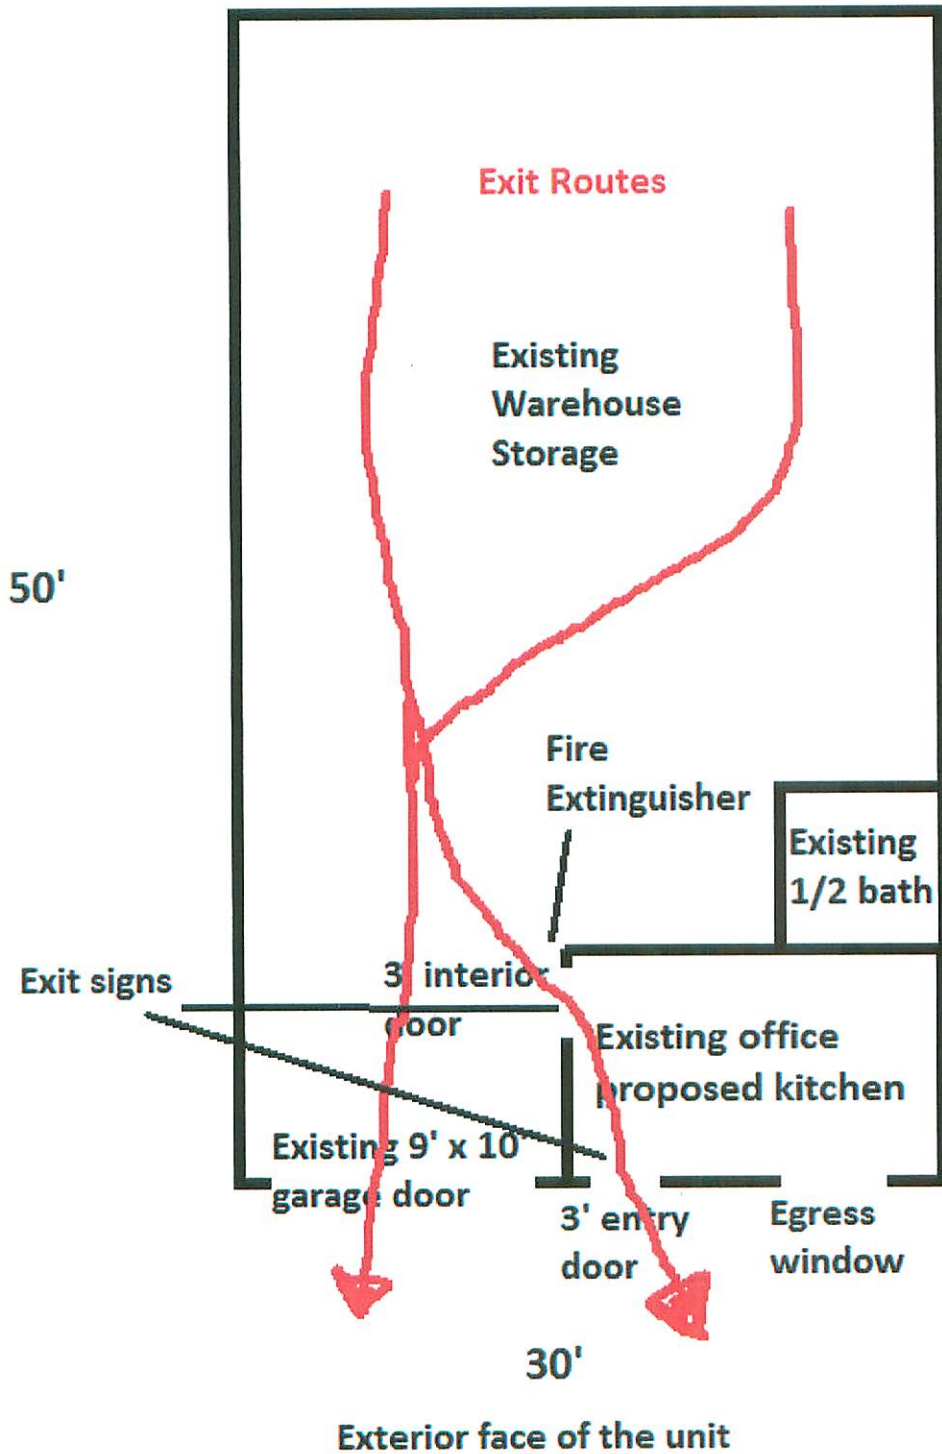 Exit Routes
Existing
Warehouse
Storage
50'
Fire
Extinguisher
Existing
1/2 bath
Exit signs
3' interior
door
Existing office
proposed kitchen
Existing 9' x 10'
garage door
3' entry
door
Egress
window
30'
Exterior face of the unit